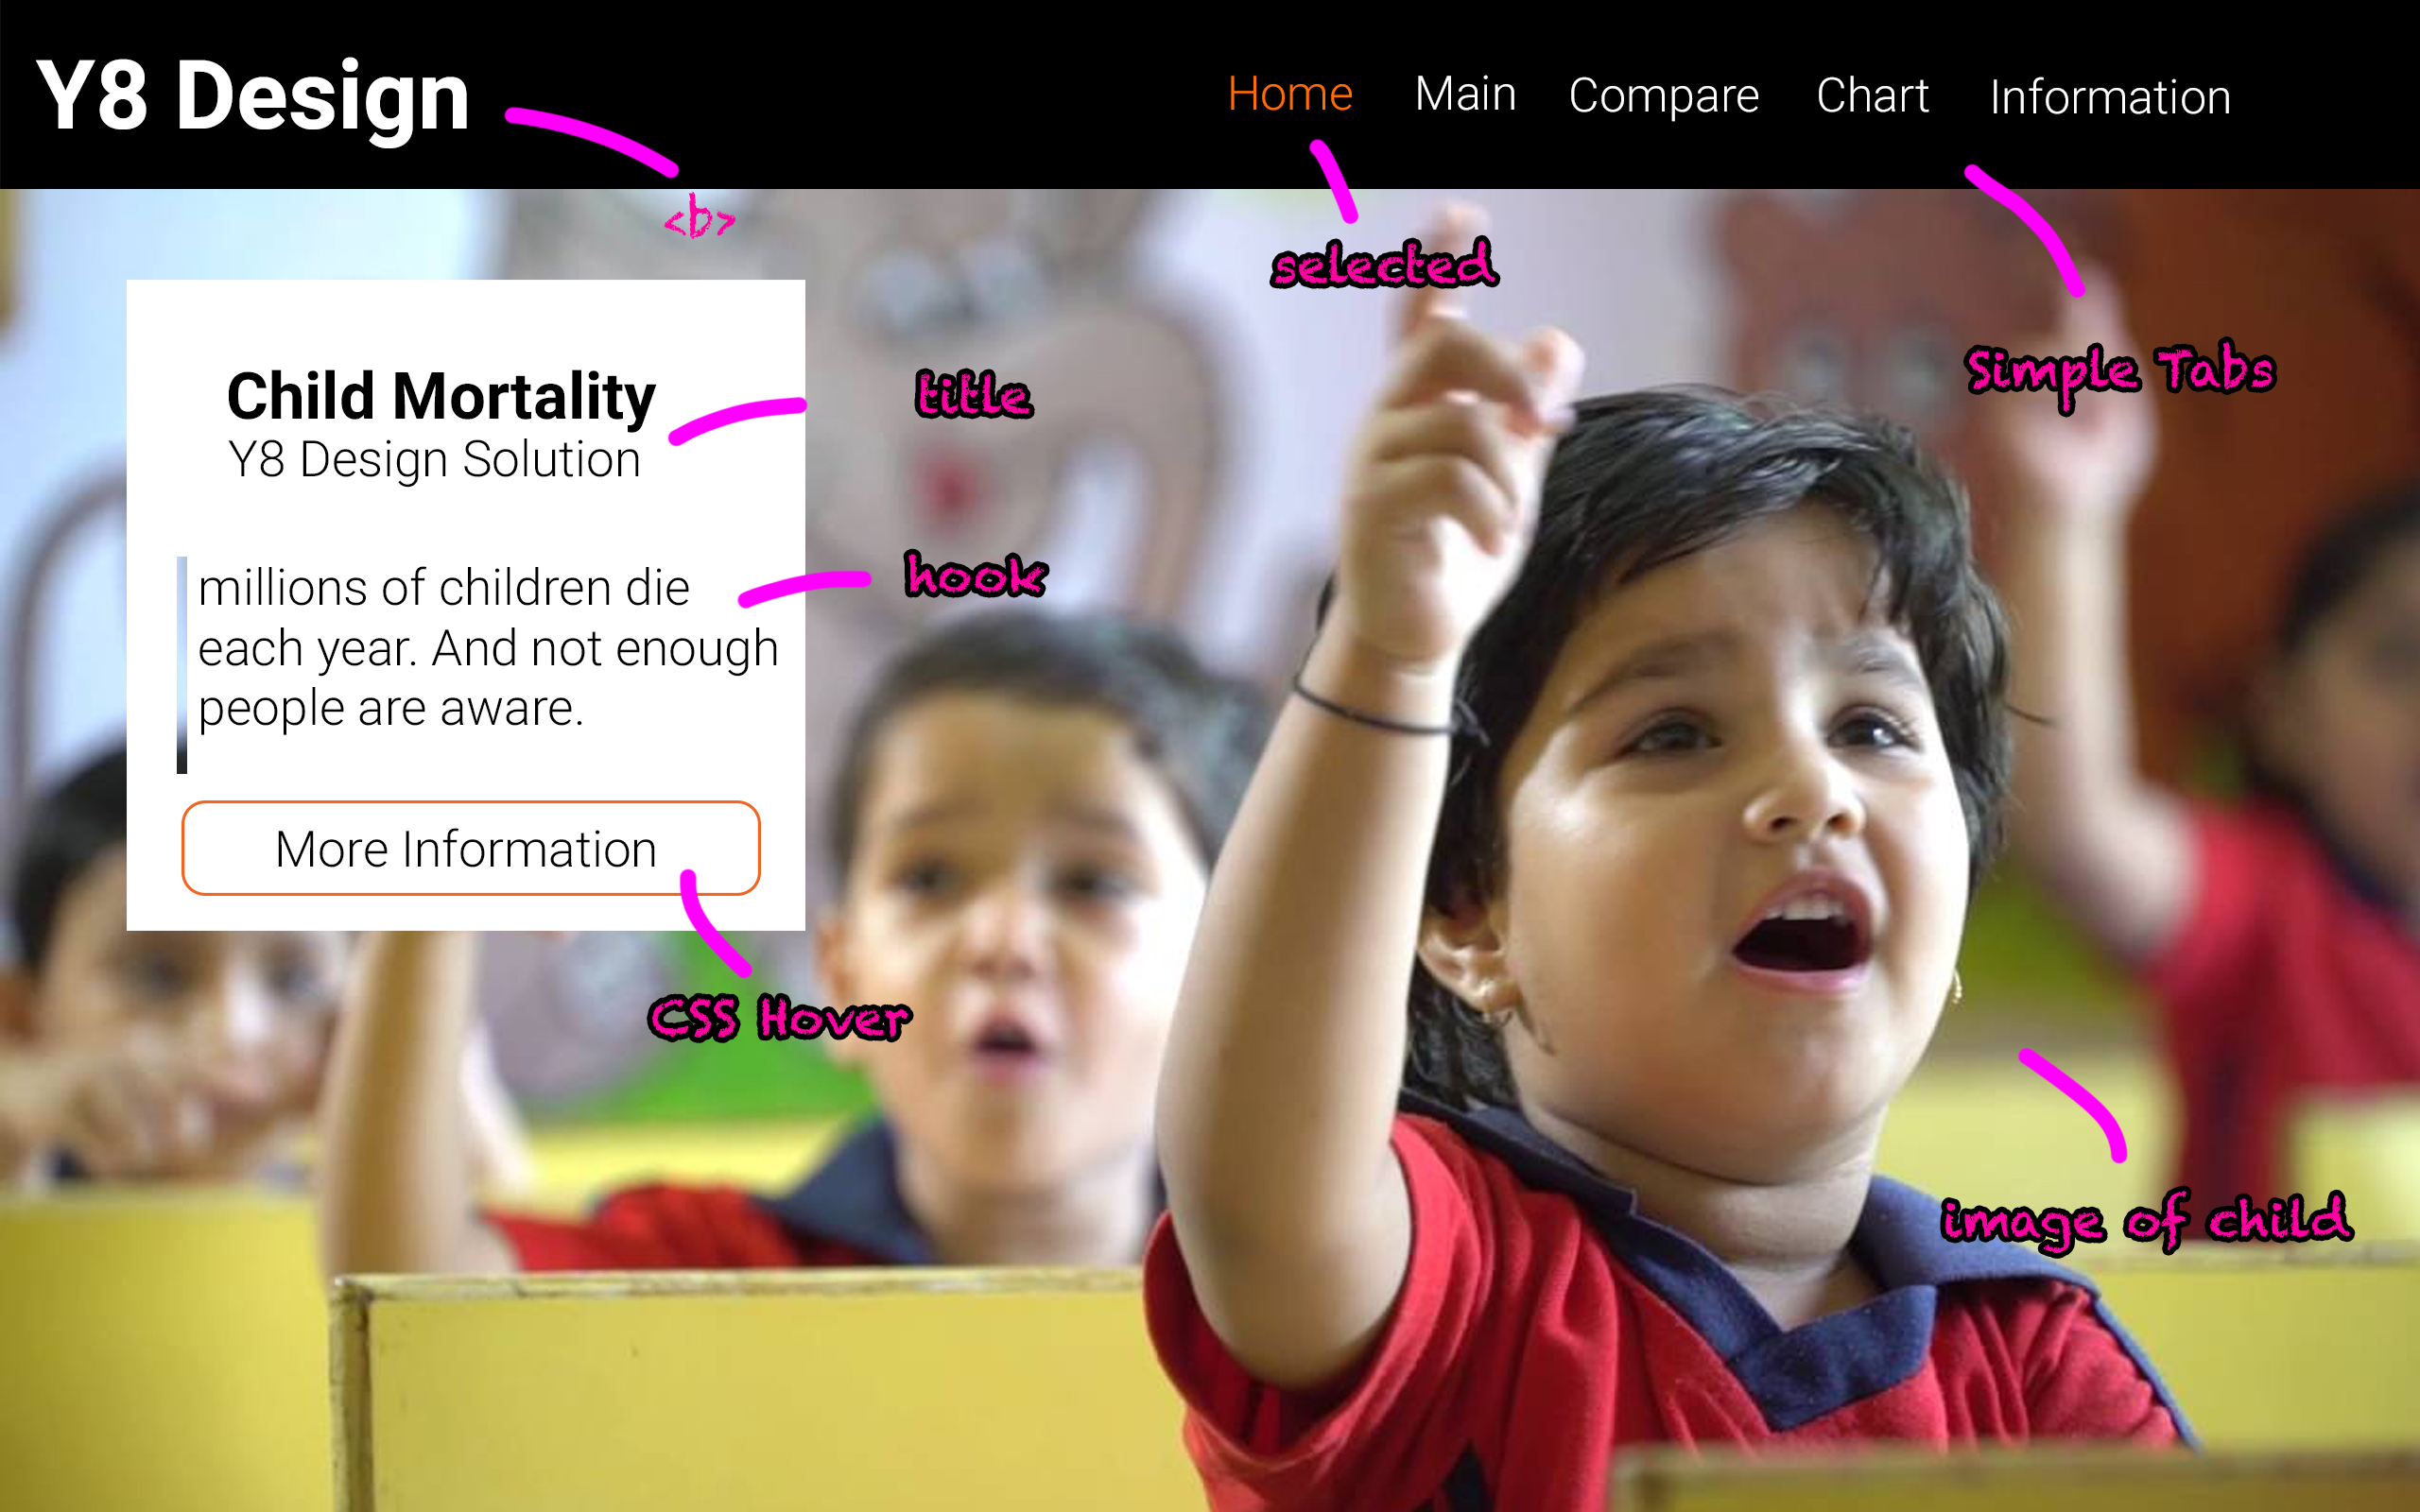 Y8 Design
Home Main Compare Chart Information
<b>
selected
Simple Tabs
Child Mortality
title
Y8 Design Solution
millions of children die
hook
each year. And not enough
people are aware.
More Information
CSS Hover
image of child